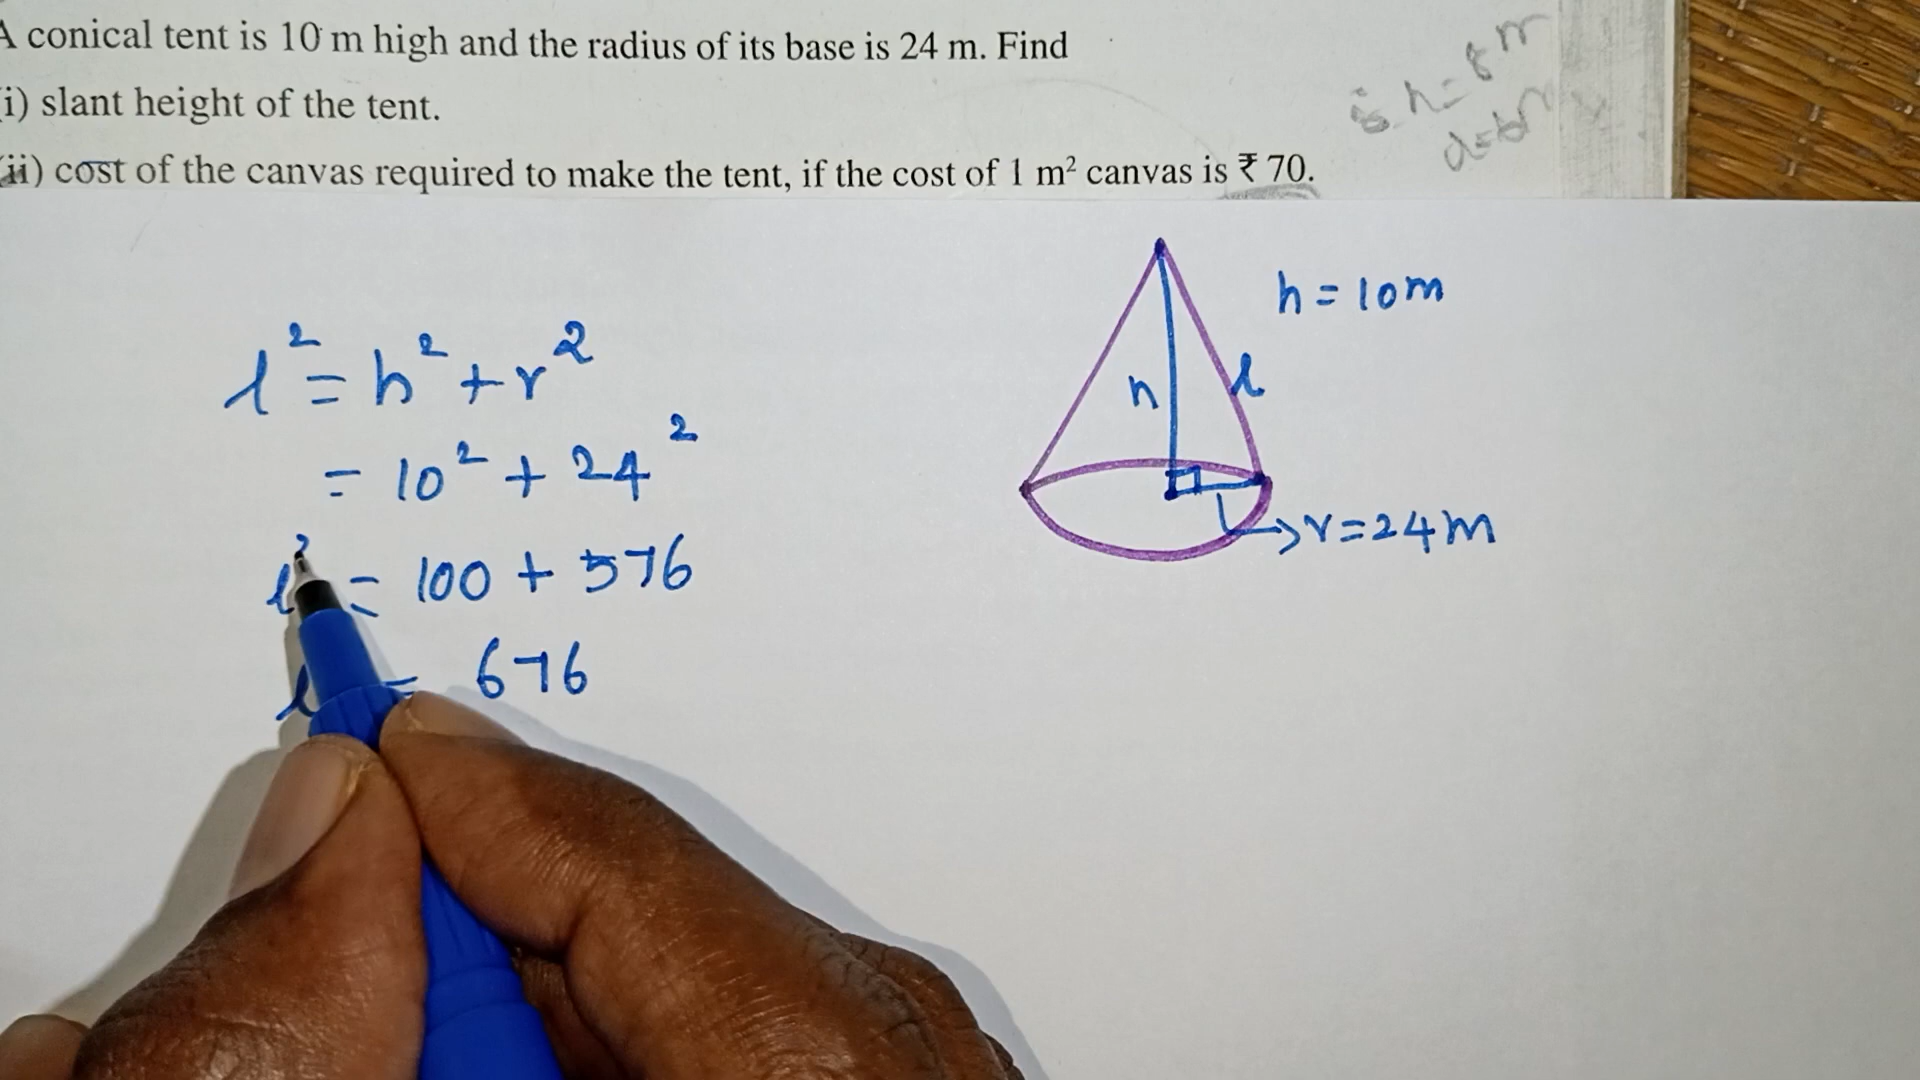 A conical tent is 10 m high and the radius of its base is 24 m. Find
(i) slant height of the tent.
(ii) cost of the canvas required to make the tent, if the cost of 1 m² canvas is ₹ 70.
h = 8 m
l² = h² + r²
= 10² + 24²
l² = 100 + 576
l = 676
h = 10m
h
l
r = 24m